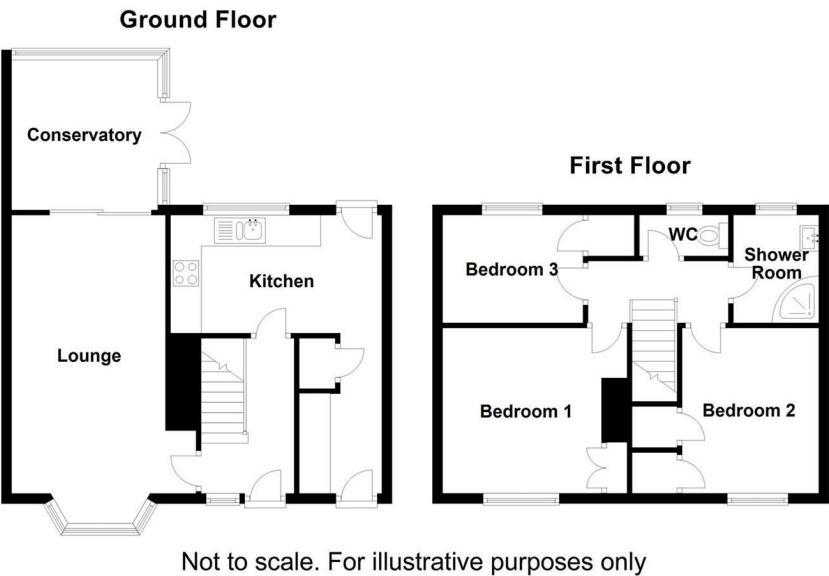 Ground Floor
Conservatory
Kitchen
Lounge
First Floor
WC
Shower
Room
Bedroom 3
Bedroom 1
Bedroom 2
Not to scale. For illustrative purposes only